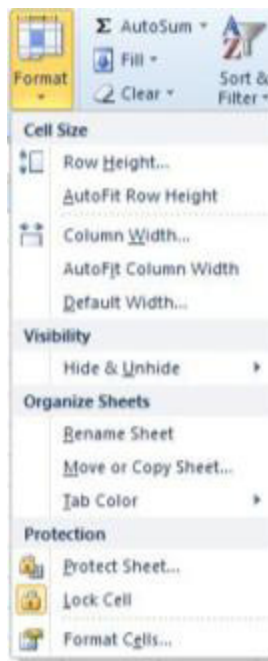 Σ AutoSum
Fill
Clear
Format
AZ
Sort &
Filter
Cell Size
Row Height...
AutoFit Row Height
Column Width...
AutoFit Column Width
Default Width...
Visibility
Hide & Unhide
Organize Sheets
Rename Sheet
Move or Copy Sheet...
Tab Color
Protection
Protect Sheet...
Lock Cell
Format Cells...